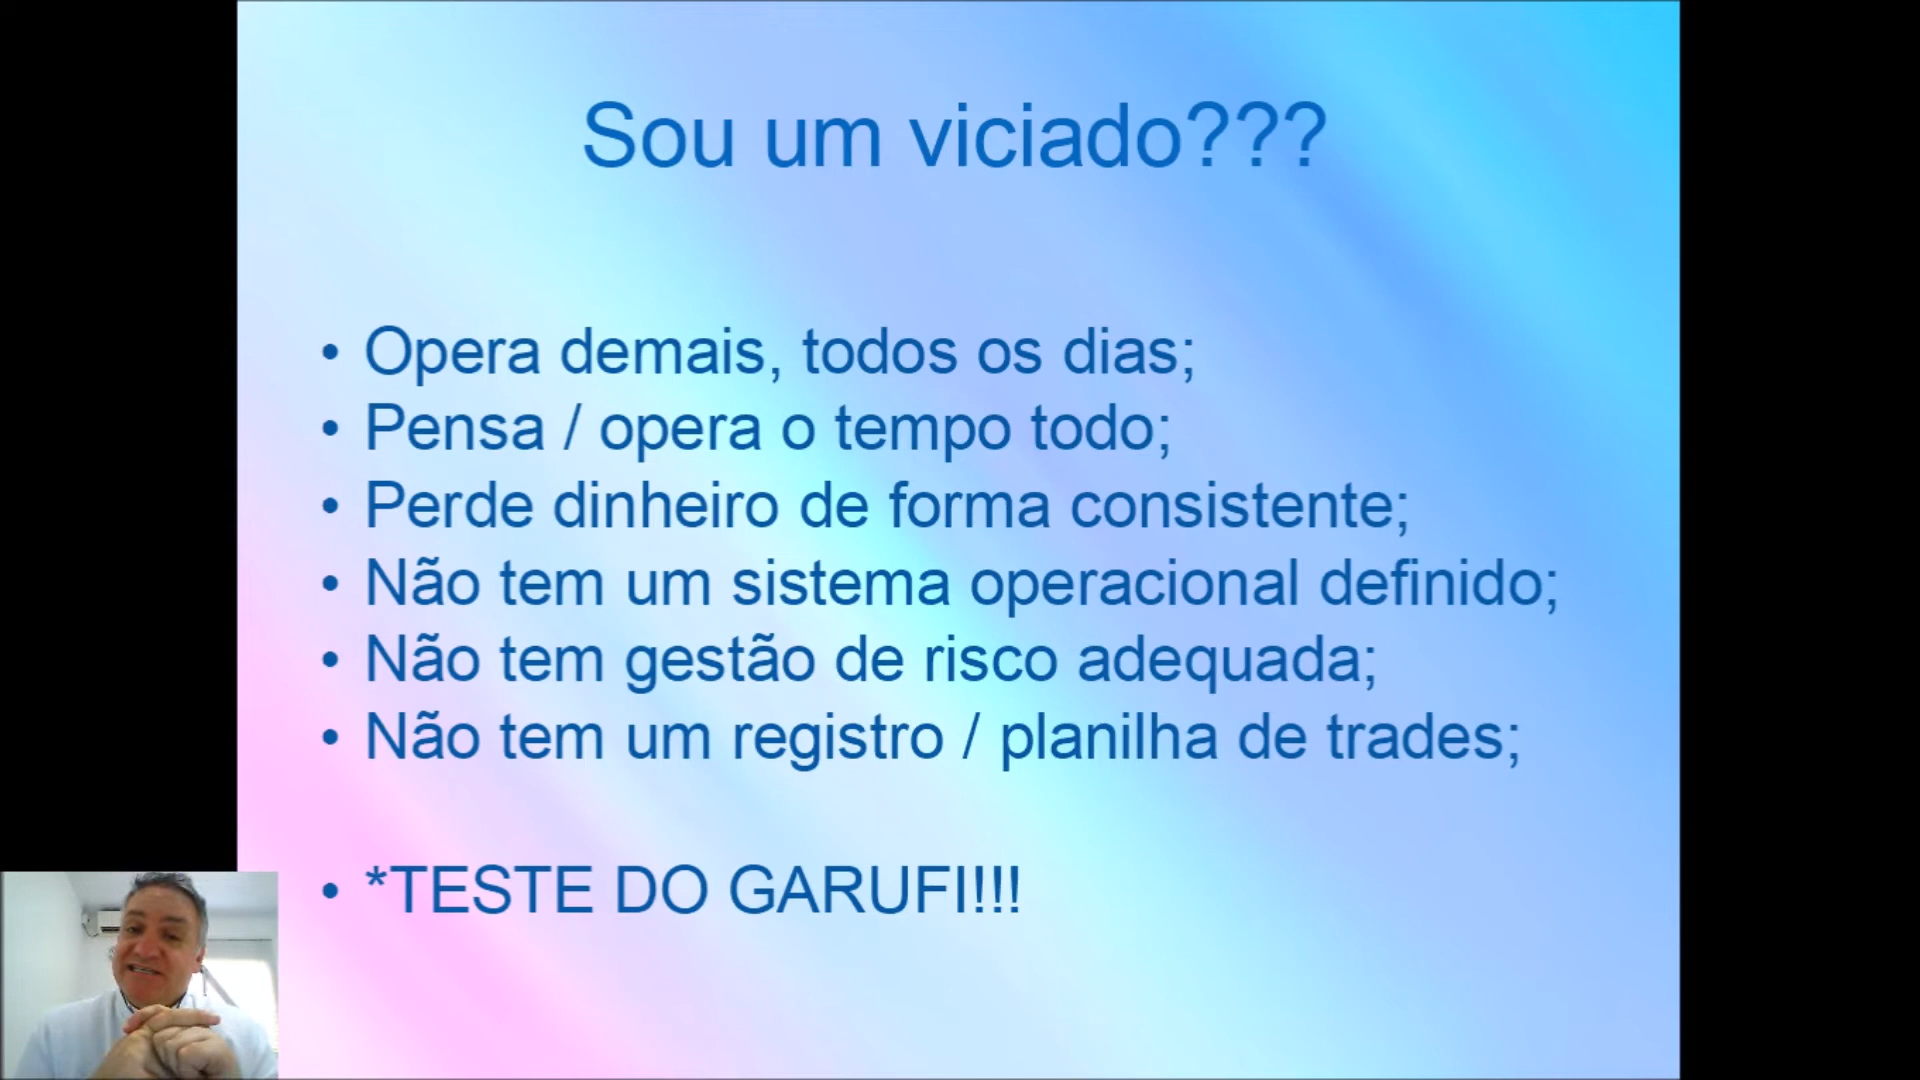 Sou um viciado???
• Opera demais, todos os dias;
• Pensa / opera o tempo todo;
• Perde dinheiro de forma consistente;
• Não tem um sistema operacional definido;
• Não tem gestão de risco adequada;
• Não tem um registro / planilha de trades;
• *TESTE DO GARUFI!!!